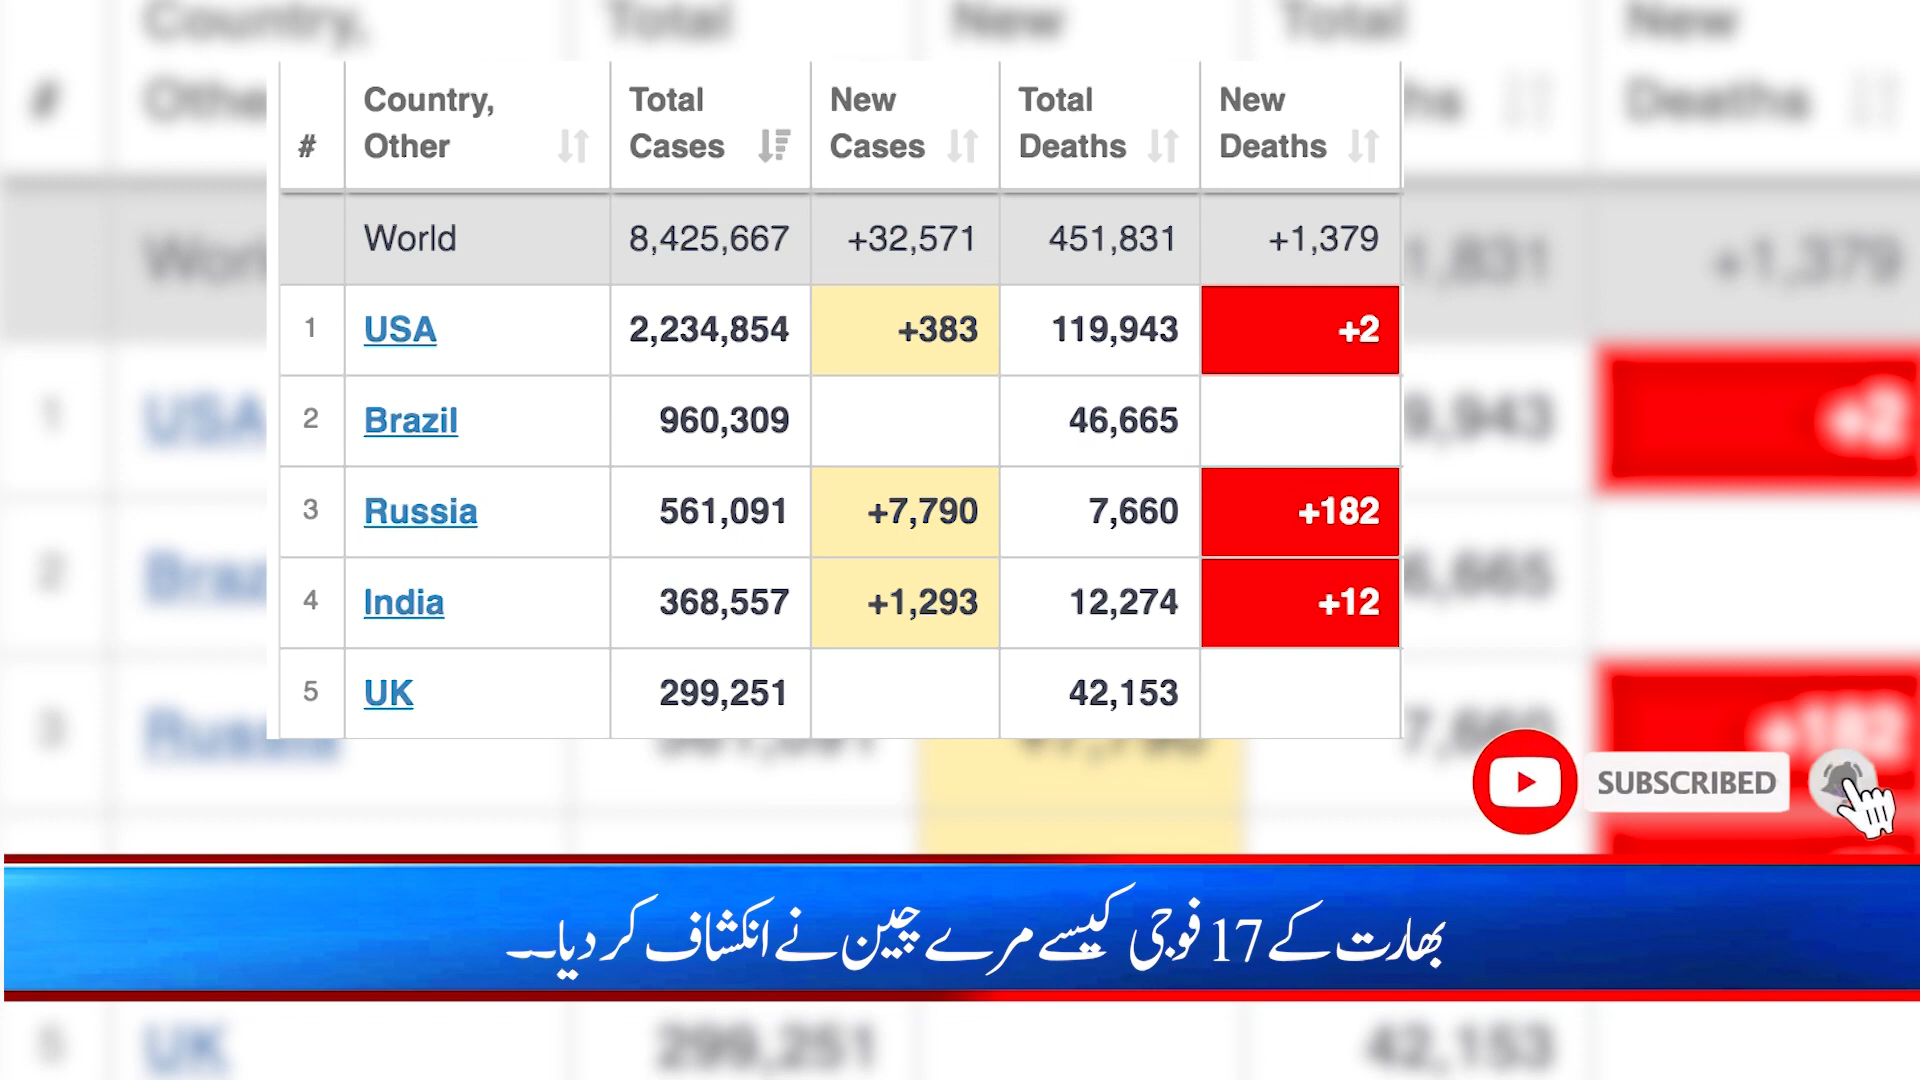 # Country, Other Total Cases New Cases Total Deaths New Deaths
World 8,425,667 +32,571 451,831 +1,379
1 USA 2,234,854 +383 119,943 +2
2 Brazil 960,309 46,665
3 Russia 561,091 +7,790 7,660 +182
4 India 368,557 +1,293 12,274 +12
5 UK 299,251 42,153
SUBSCRIBED
بھارت کے 17 فوجی کیسے مرے چین نے انکشاف کر دیا۔۔